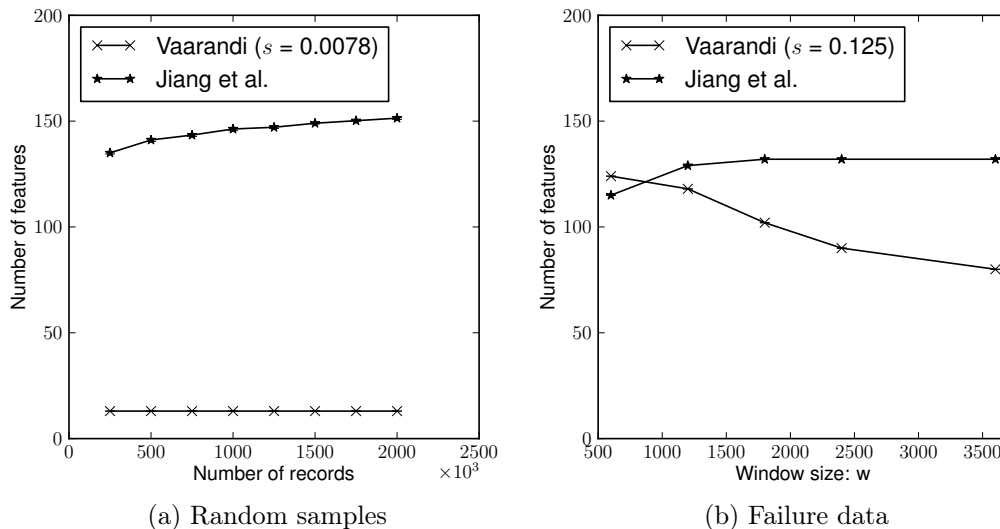 200
150
100
50
0
Number of features
Vaarandi (s = 0.0078)
Jiang et al.
0 500 1000 1500 2000 2500
Number of records ×10³
(a) Random samples
200
150
100
50
0
Number of features
Vaarandi (s = 0.125)
Jiang et al.
500 1000 1500 2000 2500 3000 3500
Window size: w
(b) Failure data